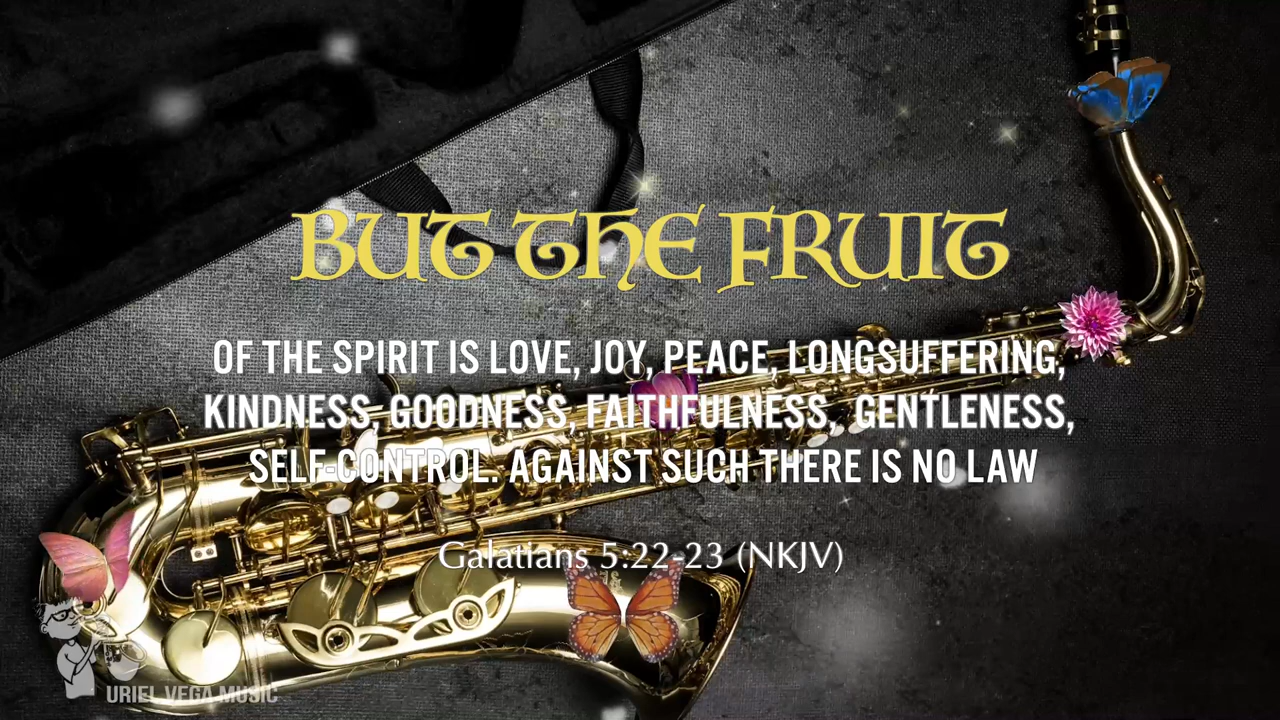 BUT THE FRUIT
OF THE SPIRIT IS LOVE, JOY, PEACE, LONGSUFFERING,
KINDNESS, GOODNESS, FAITHFULNESS, GENTLENESS,
SELF-CONTROL. AGAINST SUCH THERE IS NO LAW
Galatians 5:22-23 (NKJV)
URIEL VEGA MUSIC